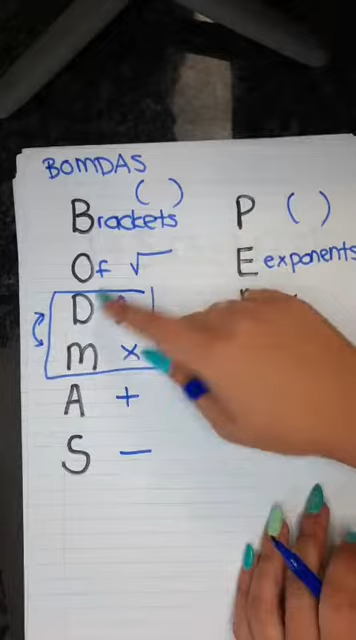 BOMDAS
( )
Brackets
Of √
D
M ×
A +
S −
P ( )
E exponents